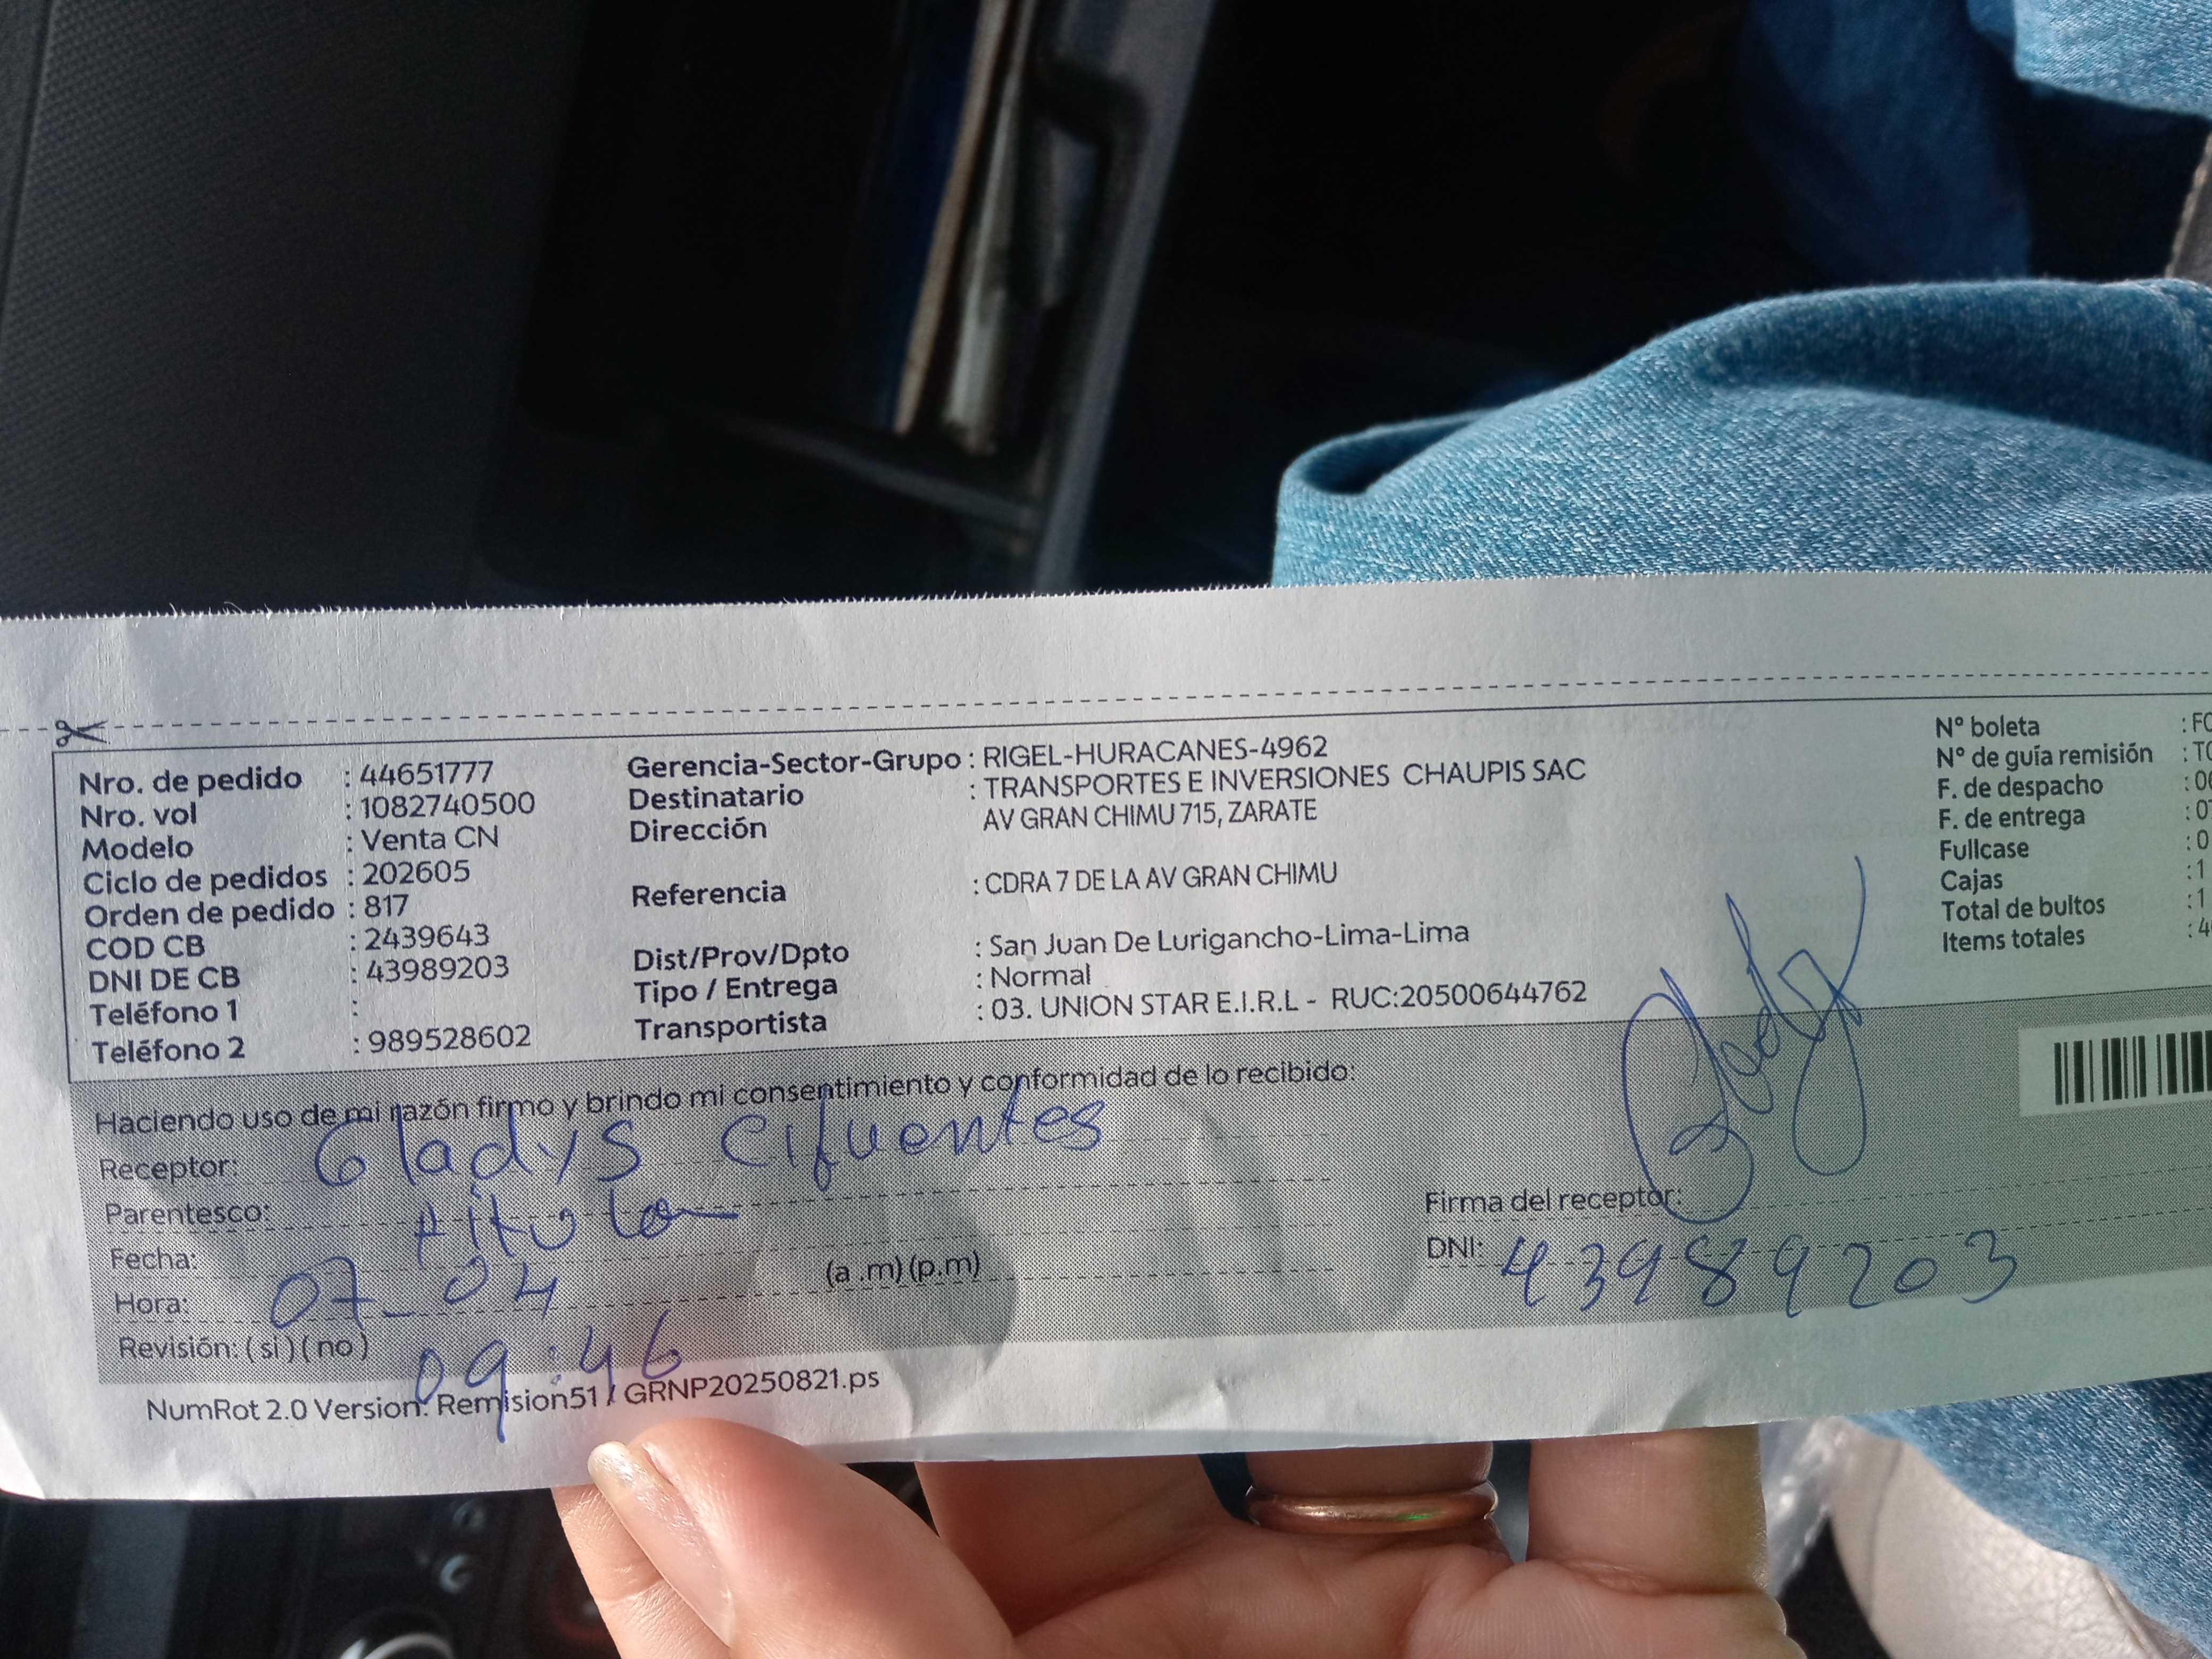 Nro. de pedido : 44651777
Nro. vol : 1082740500
Modelo : Venta CN
Ciclo de pedidos : 202605
Orden de pedido : 817
COD CB : 2439643
DNI DE CB : 43989203
Teléfono 1 :
Teléfono 2 : 989528602
Gerencia-Sector-Grupo : RIGEL-HURACANES-4962
Destinatario : TRANSPORTES E INVERSIONES CHAUPIS SAC
Dirección AV GRAN CHIMU 715, ZARATE
Referencia : CDRA 7 DE LA AV GRAN CHIMU
Dist/Prov/Dpto : San Juan De Lurigancho-Lima-Lima
Tipo / Entrega : Normal
Transportista : 03. UNION STAR E.I.R.L - RUC:20500644762
N° boleta : F
N° de guía remisión : T
F. de despacho : 0
F. de entrega : 0
Fullcase : 0
Cajas : 1
Total de bultos : 1
Items totales : 4
Haciendo uso de mi razón firmo y brindo mi consentimiento y conformidad de lo recibido:
Receptor: Gladys Cifuentes
Parentesco: titular
Fecha: 07-04
Hora: 09:46 (a .m) (p.m)
Revisión: ( si ) ( no )
Firma del receptor:
DNI: 43989203
NumRot 2.0 Version: Remision51 / GRNP20250821.ps